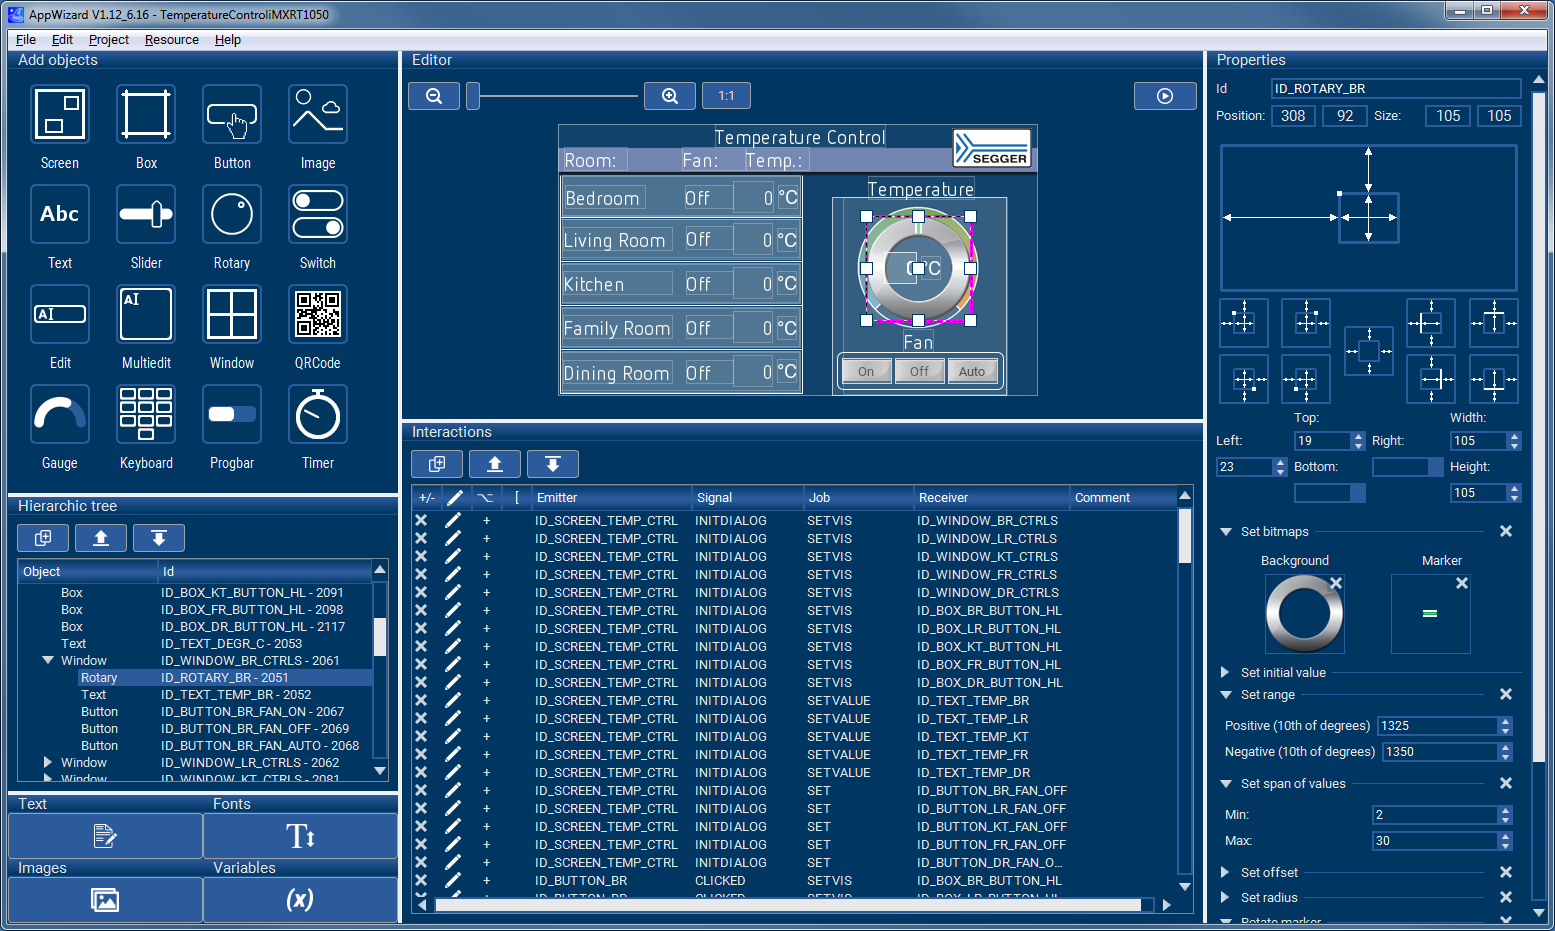 AppWizard V1.12_6.16 - TemperatureControliMXRT1050
File Edit Project Resource Help
Add objects
Screen Box Button Image
Abc
Text Slider Rotary Switch
AI AI
Edit Multiedit Window QRCode
Gauge Keyboard Progbar Timer
Hierarchic tree
Object Id
Box ID_BOX_KT_BUTTON_HL - 2091
Box ID_BOX_FR_BUTTON_HL - 2098
Box ID_BOX_DR_BUTTON_HL - 2117
Text ID_TEXT_DEGR_C - 2053
Window ID_WINDOW_BR_CTRLS - 2061
Rotary ID_ROTARY_BR - 2051
Text ID_TEXT_TEMP_BR - 2052
Button ID_BUTTON_BR_FAN_ON - 2067
Button ID_BUTTON_BR_FAN_OFF - 2069
Button ID_BUTTON_BR_FAN_AUTO - 2068
Window ID_WINDOW_LR_CTRLS - 2062
Window ID_WINDOW_KT_CTRLS - 2081
Text Fonts
Images Variables
(x)
Editor
1:1
Temperature Control
SEGGER
Room: Fan: Temp.:
Bedroom Off 0 °C
Living Room Off 0 °C
Kitchen Off 0 °C
Family Room Off 0 °C
Dining Room Off 0 °C
Temperature
°C
Fan
On Off Auto
Interactions
+/- [ Emitter Signal Job Receiver Comment
+ ID_SCREEN_TEMP_CTRL INITDIALOG SETVIS ID_WINDOW_BR_CTRLS
+ ID_SCREEN_TEMP_CTRL INITDIALOG SETVIS ID_WINDOW_LR_CTRLS
+ ID_SCREEN_TEMP_CTRL INITDIALOG SETVIS ID_WINDOW_KT_CTRLS
+ ID_SCREEN_TEMP_CTRL INITDIALOG SETVIS ID_WINDOW_FR_CTRLS
+ ID_SCREEN_TEMP_CTRL INITDIALOG SETVIS ID_WINDOW_DR_CTRLS
+ ID_SCREEN_TEMP_CTRL INITDIALOG SETVIS ID_BOX_BR_BUTTON_HL
+ ID_SCREEN_TEMP_CTRL INITDIALOG SETVIS ID_BOX_LR_BUTTON_HL
+ ID_SCREEN_TEMP_CTRL INITDIALOG SETVIS ID_BOX_KT_BUTTON_HL
+ ID_SCREEN_TEMP_CTRL INITDIALOG SETVIS ID_BOX_FR_BUTTON_HL
+ ID_SCREEN_TEMP_CTRL INITDIALOG SETVIS ID_BOX_DR_BUTTON_HL
+ ID_SCREEN_TEMP_CTRL INITDIALOG SETVALUE ID_TEXT_TEMP_BR
+ ID_SCREEN_TEMP_CTRL INITDIALOG SETVALUE ID_TEXT_TEMP_LR
+ ID_SCREEN_TEMP_CTRL INITDIALOG SETVALUE ID_TEXT_TEMP_KT
+ ID_SCREEN_TEMP_CTRL INITDIALOG SETVALUE ID_TEXT_TEMP_FR
+ ID_SCREEN_TEMP_CTRL INITDIALOG SETVALUE ID_TEXT_TEMP_DR
+ ID_SCREEN_TEMP_CTRL INITDIALOG SET ID_BUTTON_BR_FAN_OFF
+ ID_SCREEN_TEMP_CTRL INITDIALOG SET ID_BUTTON_LR_FAN_OFF
+ ID_SCREEN_TEMP_CTRL INITDIALOG SET ID_BUTTON_KT_FAN_OFF
+ ID_SCREEN_TEMP_CTRL INITDIALOG SET ID_BUTTON_FR_FAN_OFF
+ ID_SCREEN_TEMP_CTRL INITDIALOG SET ID_BUTTON_DR_FAN_O...
+ ID_BUTTON_BR CLICKED SETVIS ID_BOX_BR_BUTTON_HL
Properties
Id ID_ROTARY_BR
Position: 308 92 Size: 105 105
Top: Width:
Left: 19 Right: 105
23 Bottom: Height:
105
Set bitmaps
Background Marker
Set initial value
Set range
Positive (10th of degrees) 1325
Negative (10th of degrees) 1350
Set span of values
Min: 2
Max: 30
Set offset
Set radius
Rotate marker